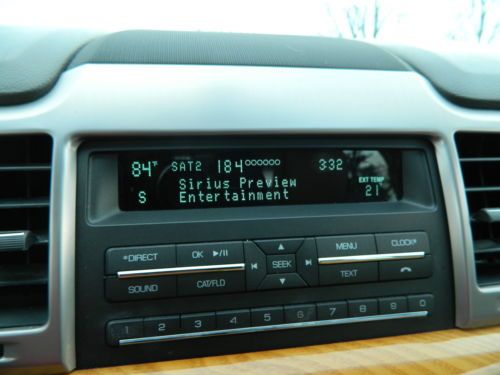 84°F SAT2 184°°°°°° 3:32
Sirius Preview EXT TEMP
S Entertainment 21
*DIRECT OK ►/II ▲ MENU CLOCK*
|◄ SEEK ►|
SOUND CAT/FLD ▼ TEXT
1 2 3 4 5 6 7 8 9 0